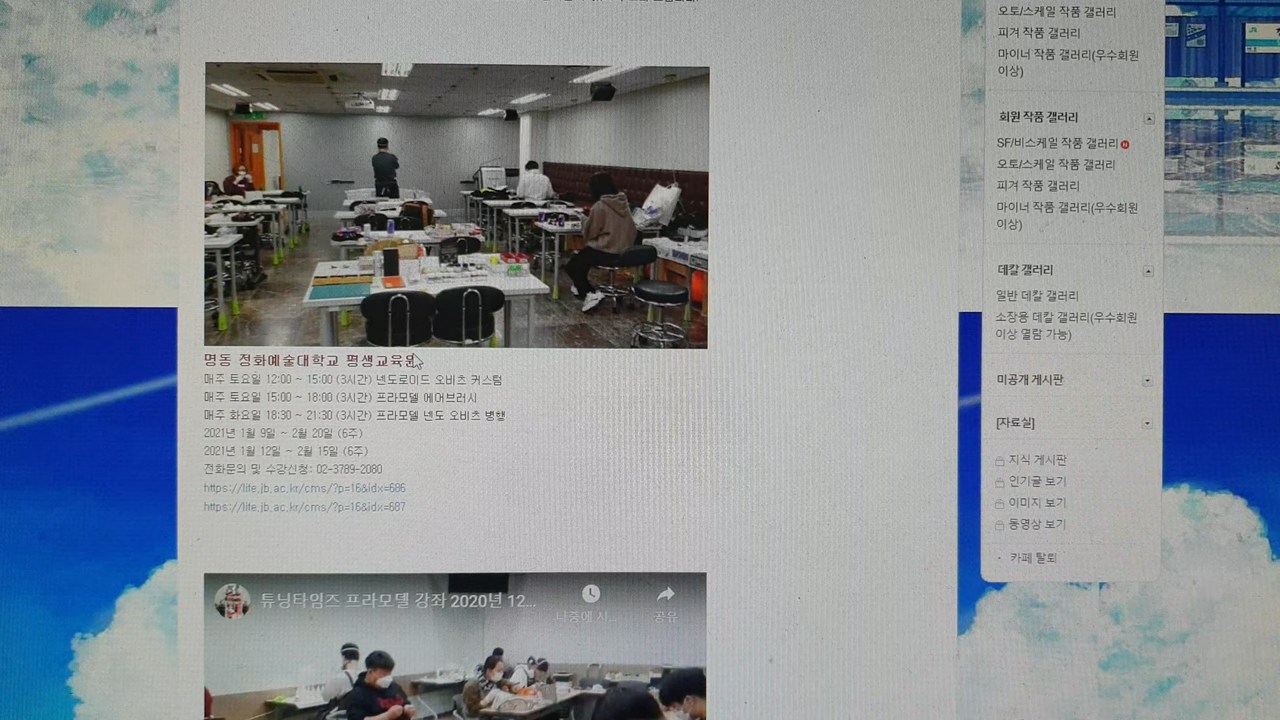 명동 정화예술대학교 평생교육원
매주 토요일 12:00 ~ 15:00 (3시간) 넨도로이드 오비츠 커스텀
매주 토요일 15:00 ~ 18:00 (3시간) 프라모델 에어브러시
매주 화요일 18:30 ~ 21:30 (3시간) 프라모델 넨도 오비츠 병행
2021년 1월 9일 ~ 2월 20일 (6주)
2021년 1월 12일 ~ 2월 15일 (6주)
전화문의 및 수강신청: 02-3789-2080
https://life.jb.ac.kr/cms/?p=16&idx=686
https://life.jb.ac.kr/cms/?p=16&idx=687
튜닝타임즈 프라모델 강좌 2020년 12...
나중에 시...
공유
오토/스케일 작품 갤러리
피겨 작품 갤러리
마이너 작품 갤러리(우수회원
이상)
회원 작품 갤러리
SF/비스케일 작품 갤러리
오토/스케일 작품 갤러리
피겨 작품 갤러리
마이너 작품 갤러리(우수회원
이상)
데칼 갤러리
일반 데칼 갤러리
소장용 데칼 갤러리(우수회원
이상 열람 가능)
미공개 게시판
[자료실]
지식 게시판
인기글 보기
이미지 보기
동영상 보기
카페 탈퇴